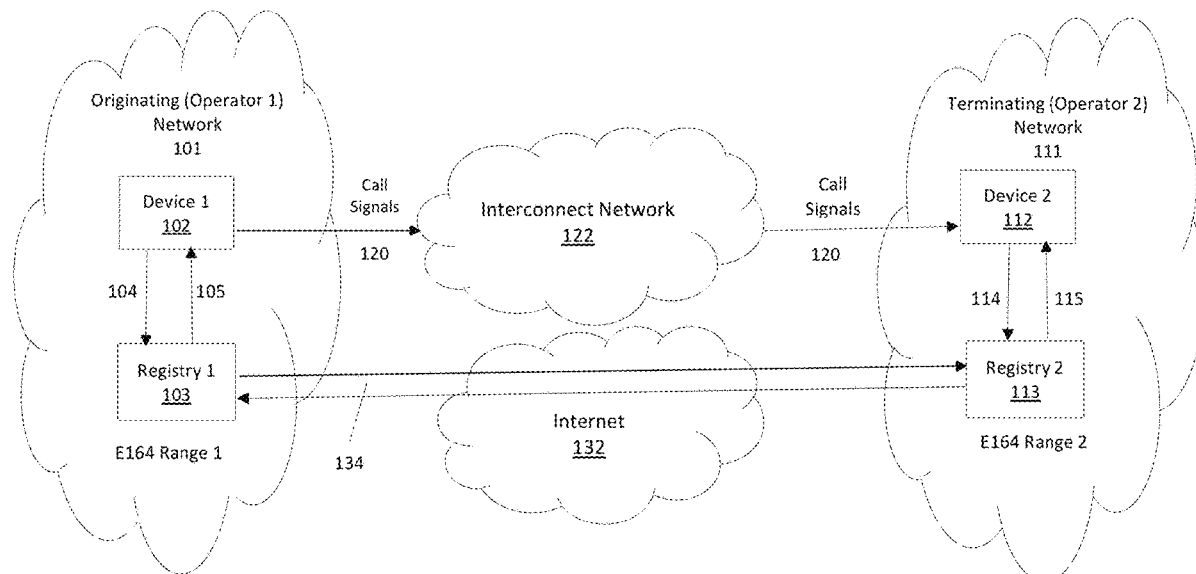 Originating (Operator 1)
Network
101
Device 1
102
104
105
Registry 1
103
E164 Range 1
Call
Signals
120
Interconnect Network
122
Call
Signals
120
Internet
132
134
Terminating (Operator 2)
Network
111
Device 2
112
114
115
Registry 2
113
E164 Range 2